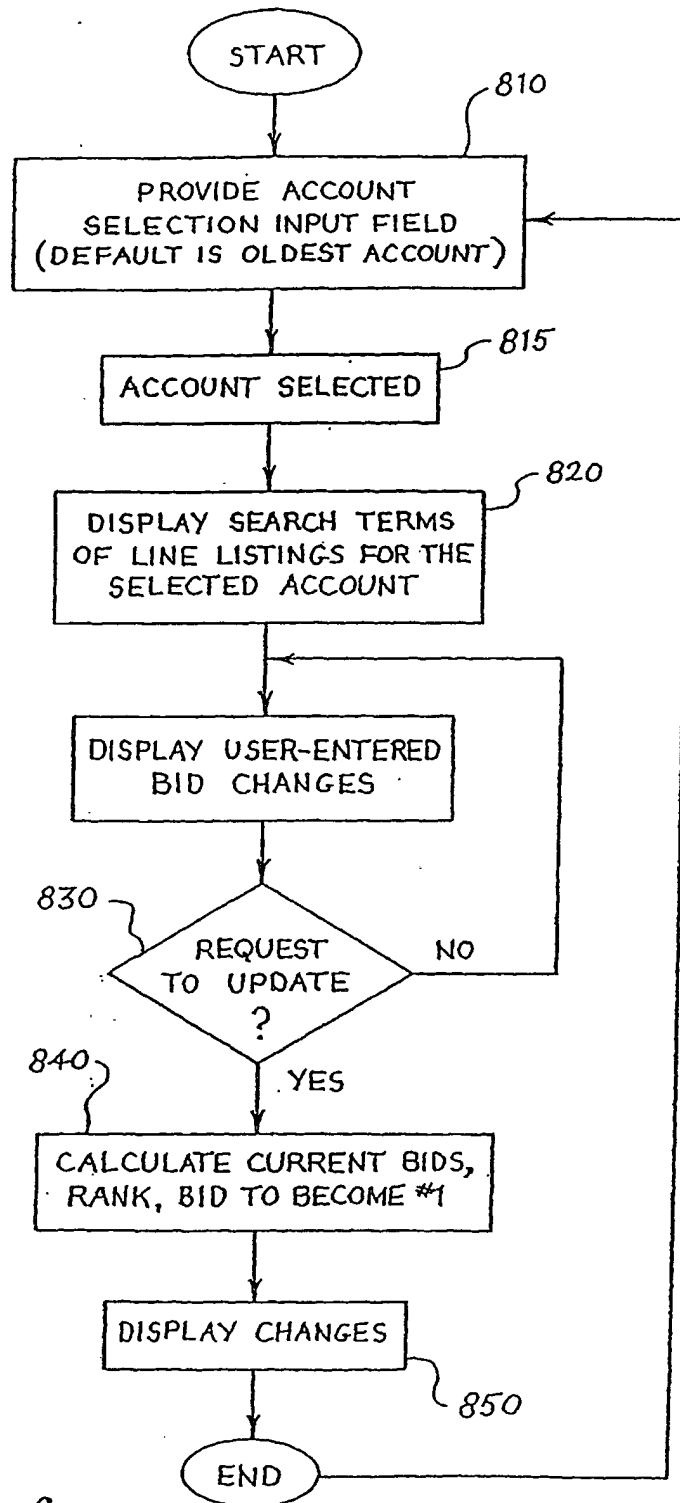 START
810
PROVIDE ACCOUNT
SELECTION INPUT FIELD
(DEFAULT IS OLDEST ACCOUNT)
815
ACCOUNT SELECTED
820
DISPLAY SEARCH TERMS
OF LINE LISTINGS FOR THE
SELECTED ACCOUNT
DISPLAY USER-ENTERED
BID CHANGES
830
REQUEST
TO UPDATE
?
NO
840
YES
CALCULATE CURRENT BIDS,
RANK, BID TO BECOME #1
DISPLAY CHANGES
850
END